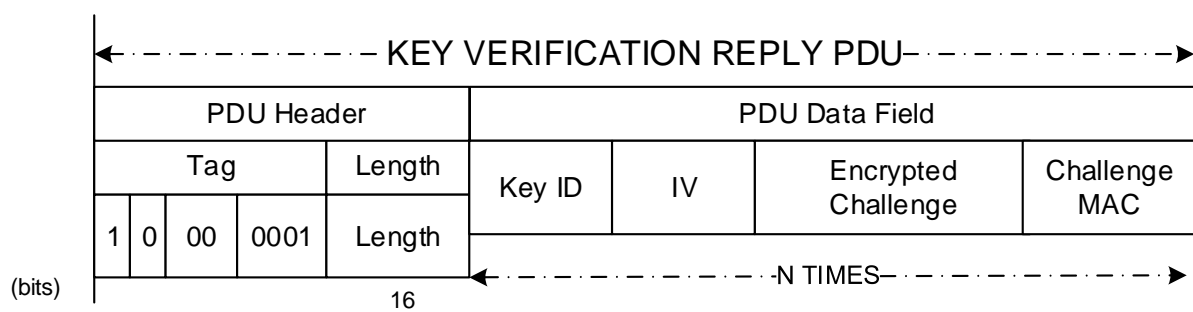 KEY VERIFICATION REPLY PDU
PDU Header
PDU Data Field
Tag
Length
Key ID
IV
Encrypted
Challenge
Challenge
MAC
1 0 00 0001 Length
N TIMES
(bits)
16